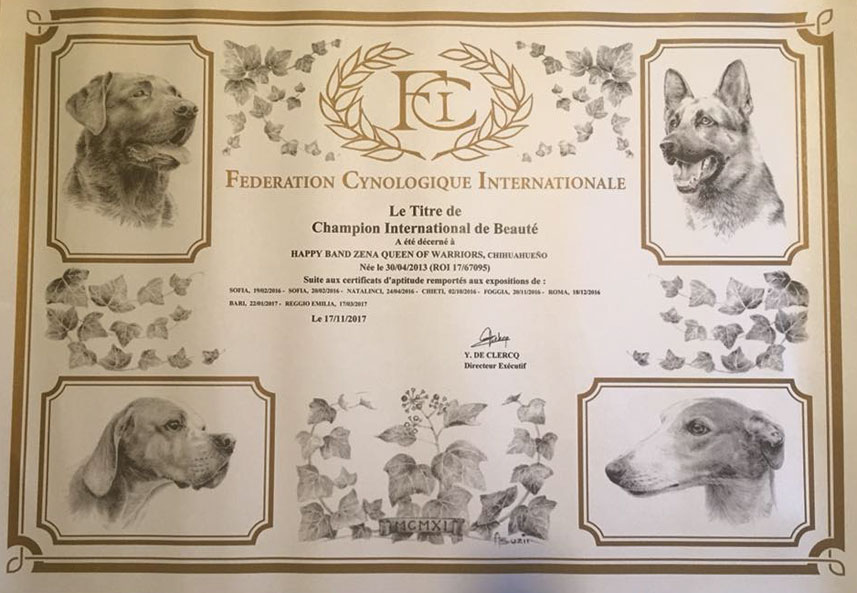 FCI
FEDERATION CYNOLOGIQUE INTERNATIONALE
Le Titre de
Champion International de Beauté
A été décerné à
HAPPY BAND ZENA QUEEN OF WARRIORS, CHIHUAHUEÑO
Née le 30/04/2013 (ROI 17/67095)
Suite aux certificats d'aptitude remportés aux expositions de :
SOFIA, 19/02/2016 - SOFIA, 20/02/2016 - NATALINCI, 24/04/2016 - CHIETI, 02/10/2016 - FOGGIA, 20/11/2016 - ROMA, 18/12/2016
BARI, 22/01/2017 - REGGIO EMILIA, 17/03/2017
Le 17/11/2017
Y. DE CLERCQ
Directeur Exécutif
MCMXI